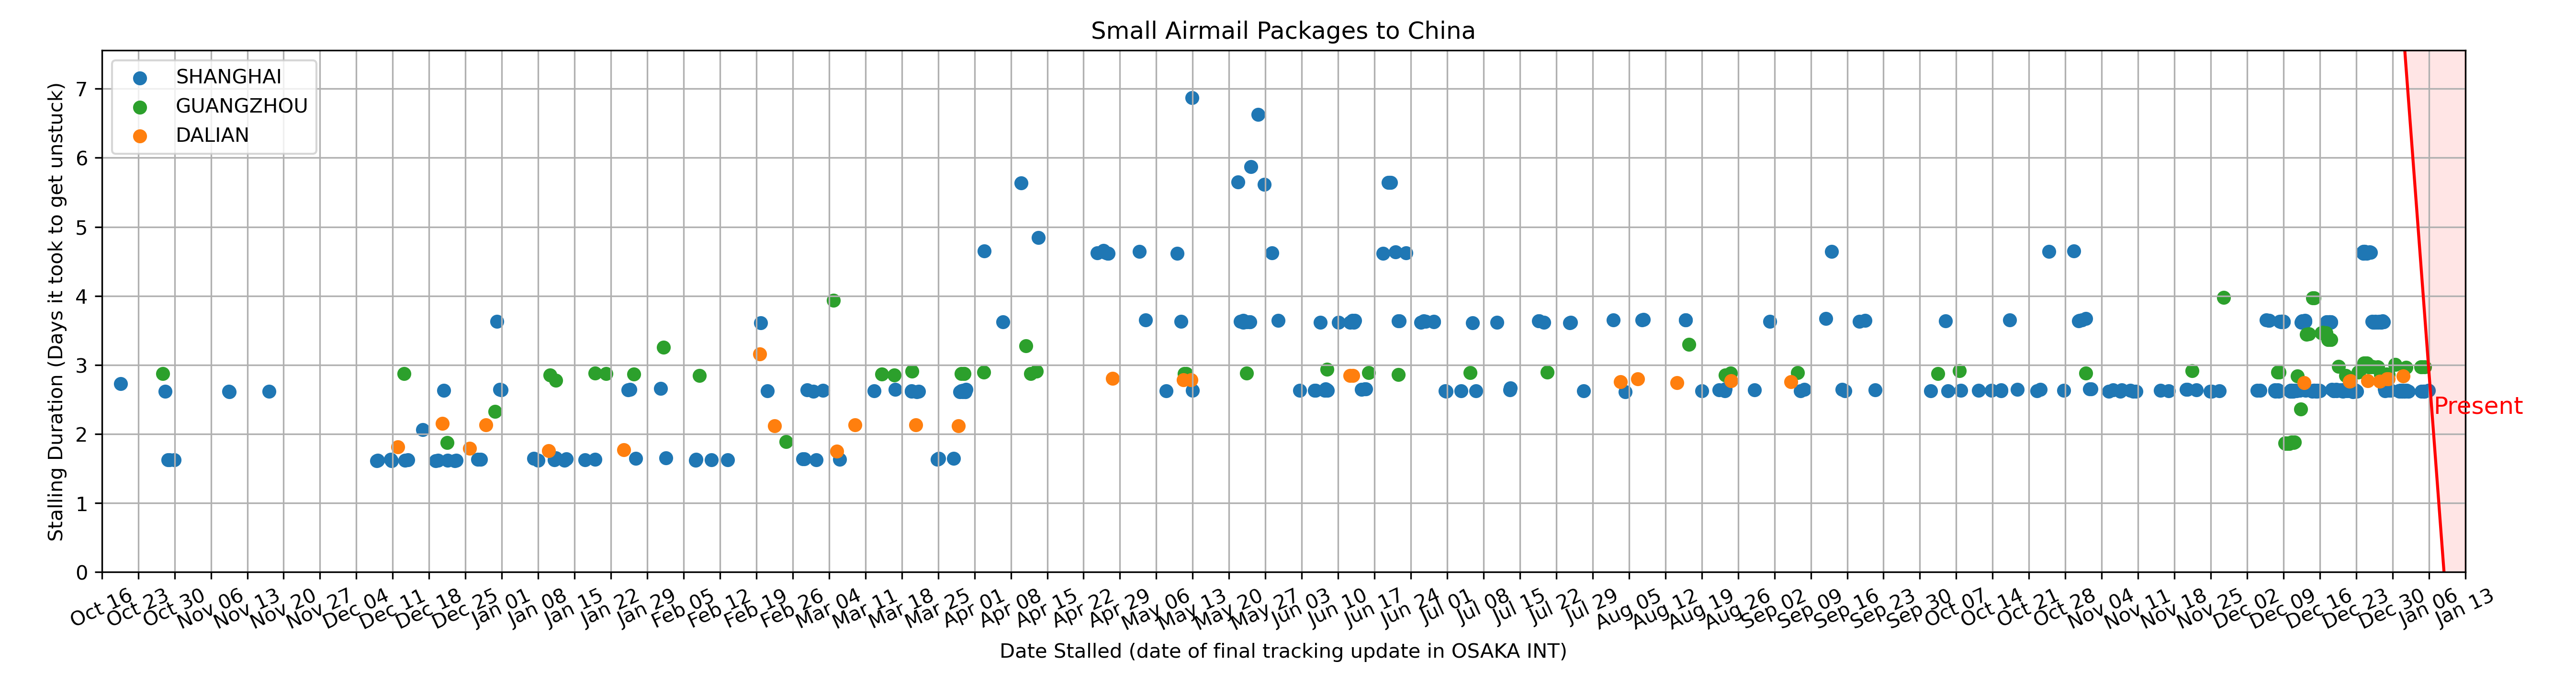 Small Airmail Packages to China
SHANGHAI
GUANGZHOU
DALIAN
Stalling Duration (Days it took to get unstuck)
7
6
5
4
3
2
1
0
Present
Oct 16
Oct 23
Oct 30
Nov 06
Nov 13
Nov 20
Nov 27
Dec 04
Dec 11
Dec 18
Dec 25
Jan 01
Jan 08
Jan 15
Jan 22
Jan 29
Feb 05
Feb 12
Feb 19
Feb 26
Mar 04
Mar 11
Mar 18
Mar 25
Apr 01
Apr 08
Apr 15
Apr 22
Apr 29
May 06
May 13
May 20
May 27
Jun 03
Jun 10
Jun 17
Jun 24
Jul 01
Jul 08
Jul 15
Jul 22
Jul 29
Aug 05
Aug 12
Aug 19
Aug 26
Sep 02
Sep 09
Sep 16
Sep 23
Sep 30
Oct 07
Oct 14
Oct 21
Oct 28
Nov 04
Nov 11
Nov 18
Nov 25
Dec 02
Dec 09
Dec 16
Dec 23
Dec 30
Jan 06
Jan 13
Date Stalled (date of final tracking update in OSAKA INT)